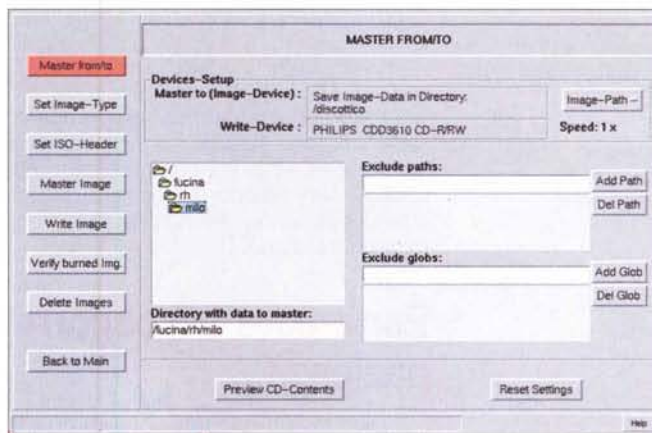 MASTER FROM/TO
Master from/to
Set Image-Type
Set ISO-Header
Master Image
Write Image
Verify burned Img.
Delete Images
Back to Main
Devices-Setup
Master to (Image-Device) :
Save Image-Data in Directory:
/discottico
Image-Path -
Write-Device :
PHILIPS CDD3610 CD-R/RW
Speed: 1 x
/
fucina
rh
milo
Directory with data to master:
/fucina/rh/milo
Exclude paths:
Add Path
Del Path
Exclude globs:
Add Glob
Del Glob
Preview CD-Contents
Reset Settings
Help